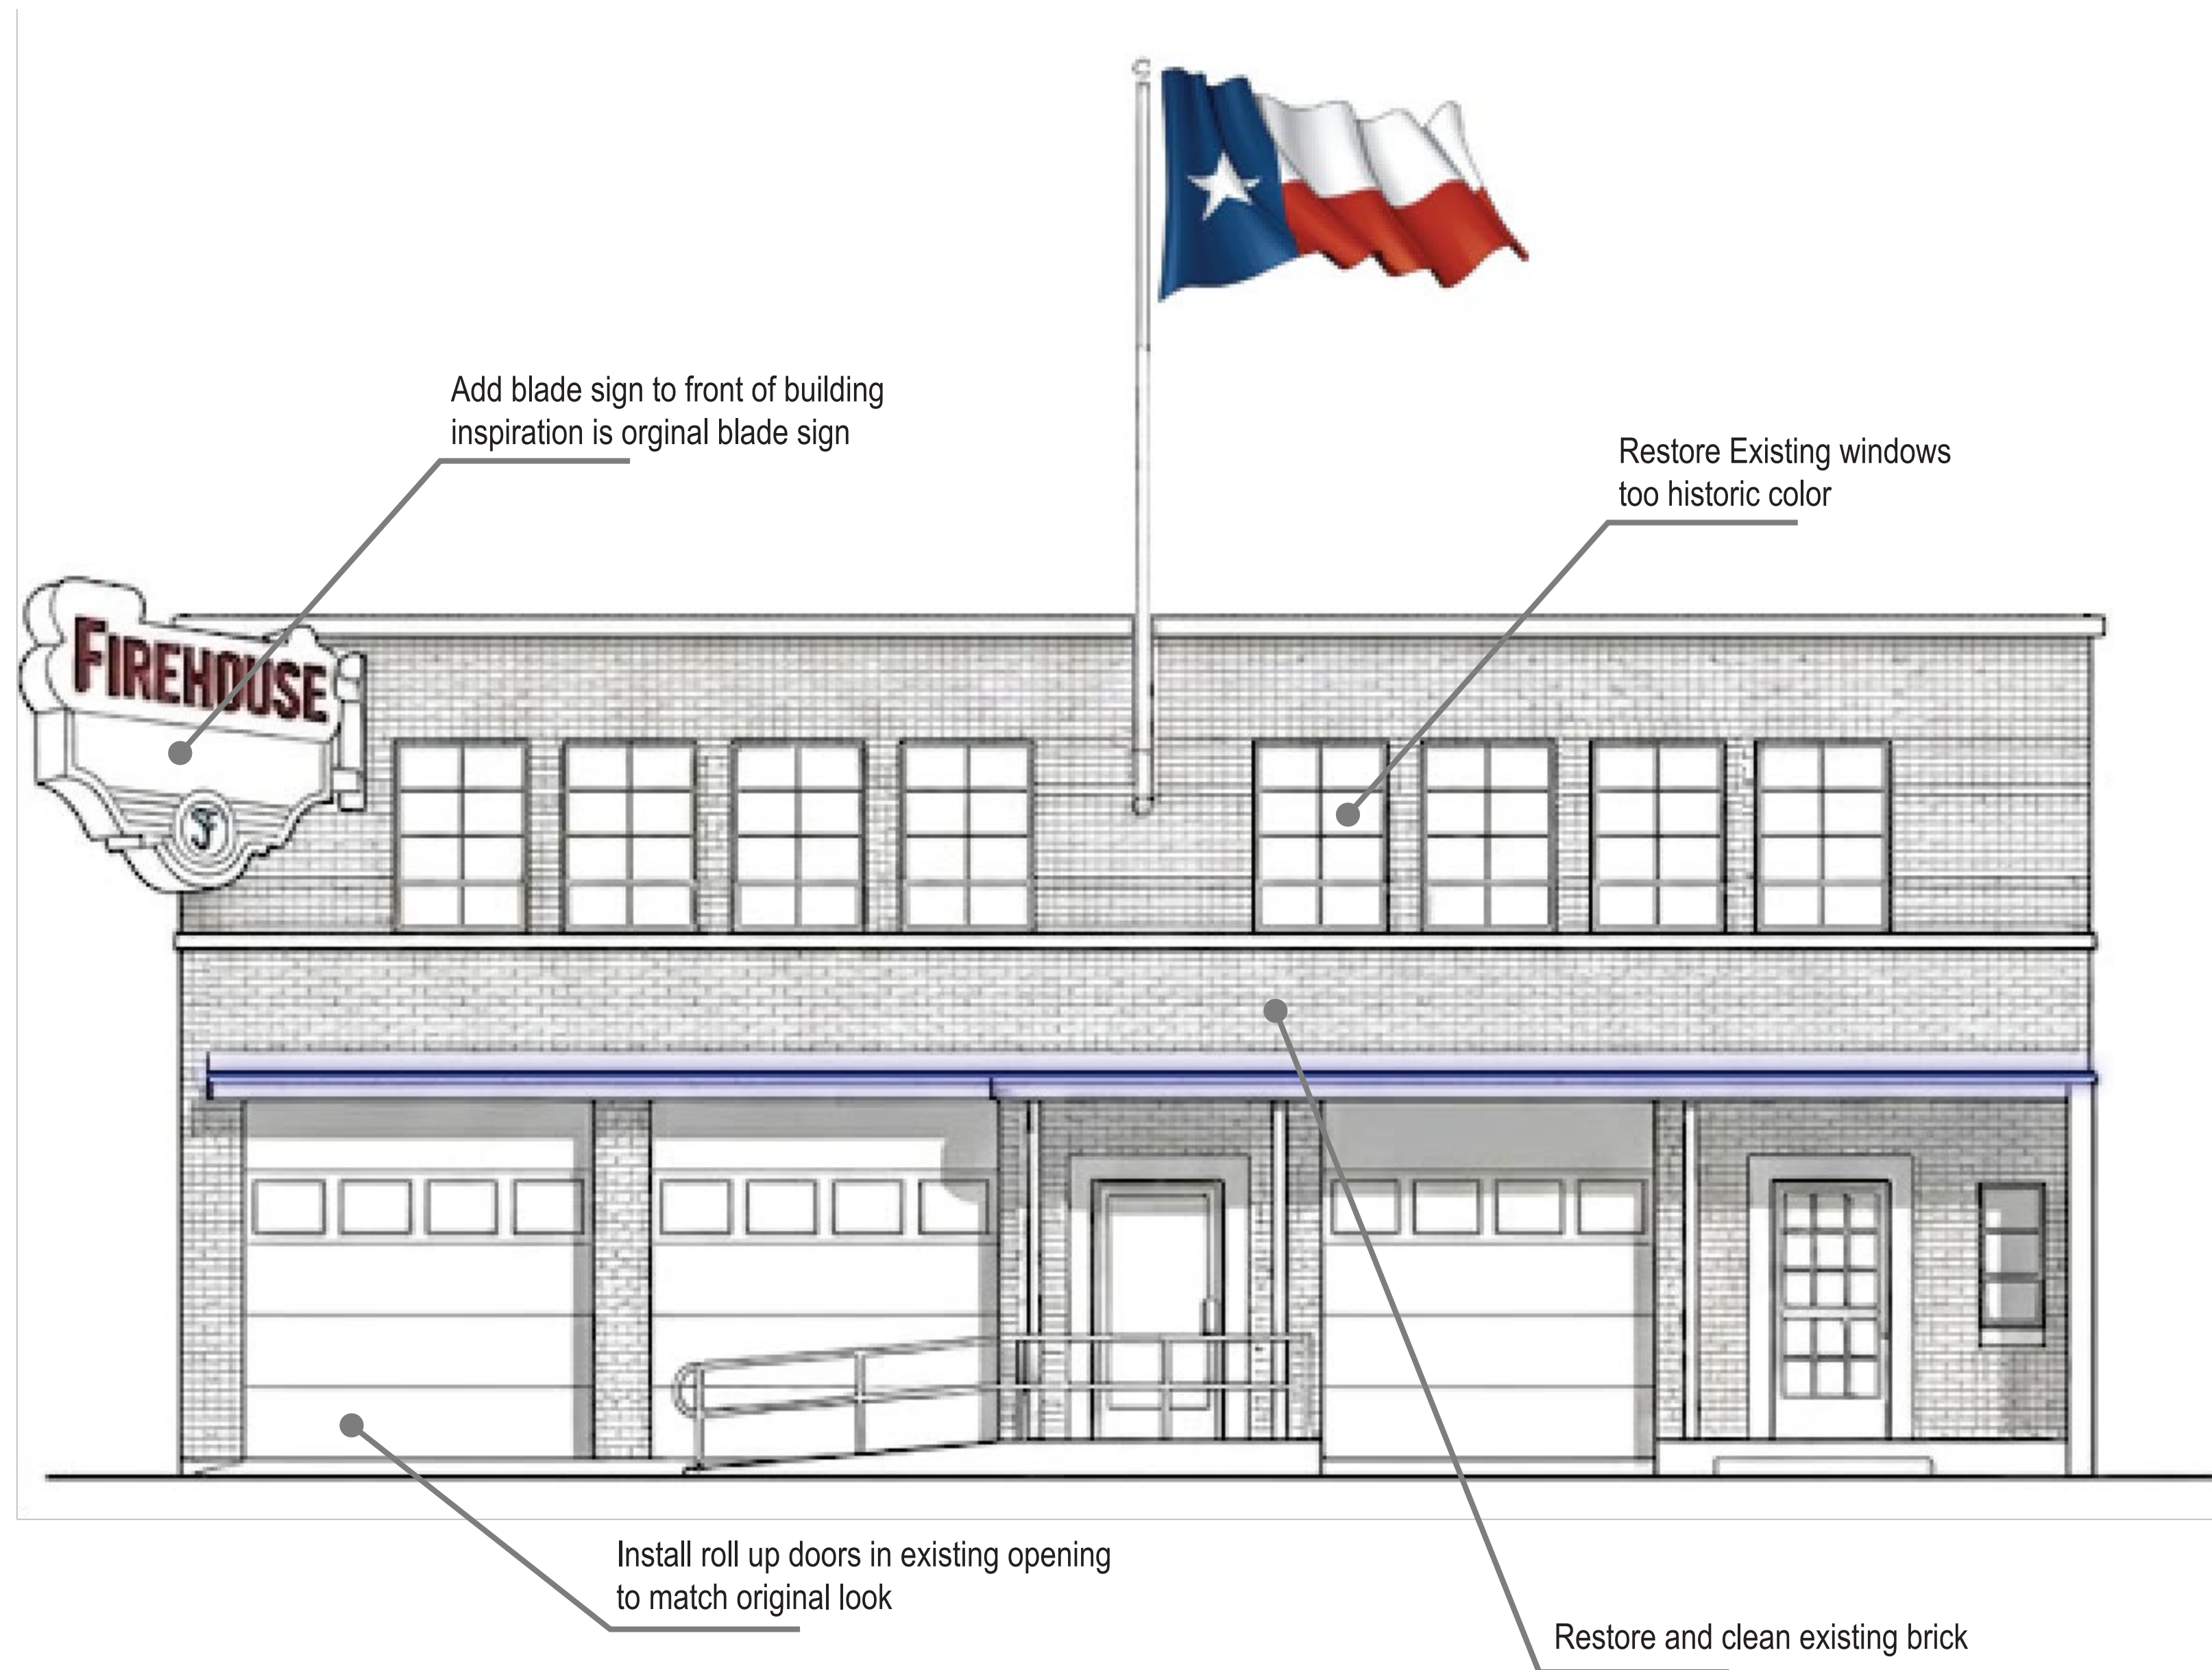 Add blade sign to front of building
inspiration is orginal blade sign
Restore Existing windows
too historic color
FIREHOUSE
Install roll up doors in existing opening
to match original look
Restore and clean existing brick